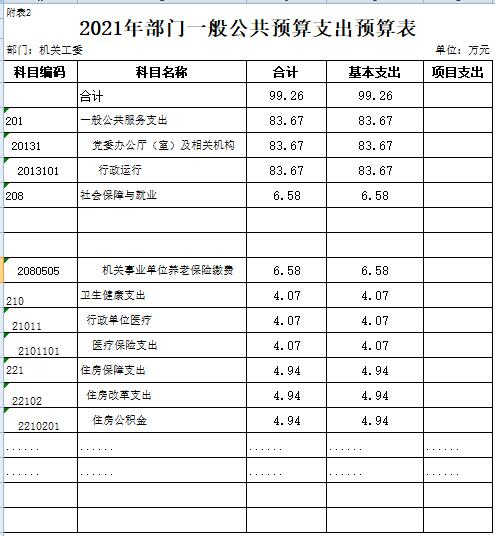 附表2
2021年部门一般公共预算支出预算表
部门：机关工委 单位：万元
科目编码 科目名称 合计 基本支出 项目支出
合计 99.26 99.26
201 一般公共服务支出 83.67 83.67
20131 党委办公厅（室）及相关机构 83.67 83.67
2013101 行政运行 83.67 83.67
208 社会保障与就业 6.58 6.58
2080505 机关事业单位养老保险缴费 6.58 6.58
210 卫生健康支出 4.07 4.07
21011 行政单位医疗 4.07 4.07
2101101 医疗保险支出 4.07 4.07
221 住房保障支出 4.94 4.94
22102 住房改革支出 4.94 4.94
2210201 住房公积金 4.94 4.94
...... ...... ...... ...... ......
...... ...... ...... ...... ......